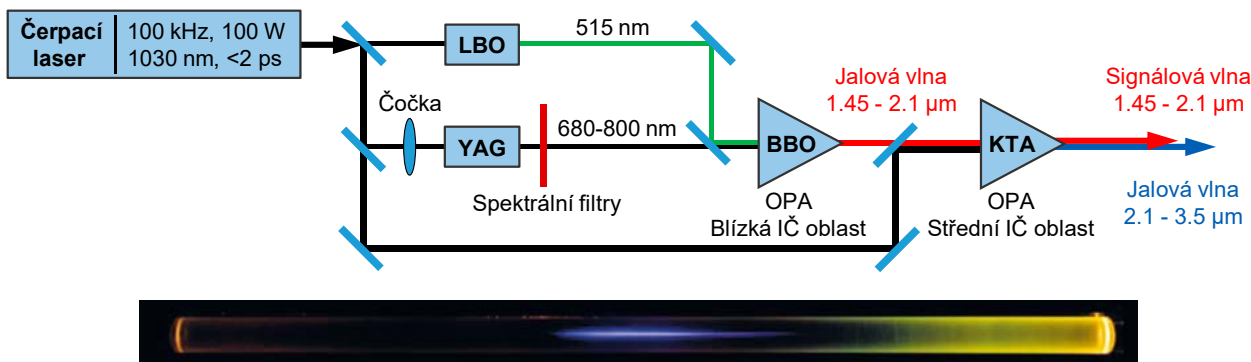 Čerpací
laser
100 kHz, 100 W
1030 nm, <2 ps
LBO
515 nm
Čočka
YAG
680-800 nm
Spektrální filtry
BBO
OPA
Blízká IČ oblast
Jalová vlna
1.45 - 2.1 µm
KTA
OPA
Střední IČ oblast
Signálová vlna
1.45 - 2.1 µm
Jalová vlna
2.1 - 3.5 µm